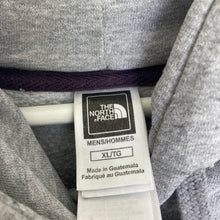 THE
NORTH
FACE
MENS/HOMMES
XL/TG
Made in Guatemala
Fabriqué au Guatemala